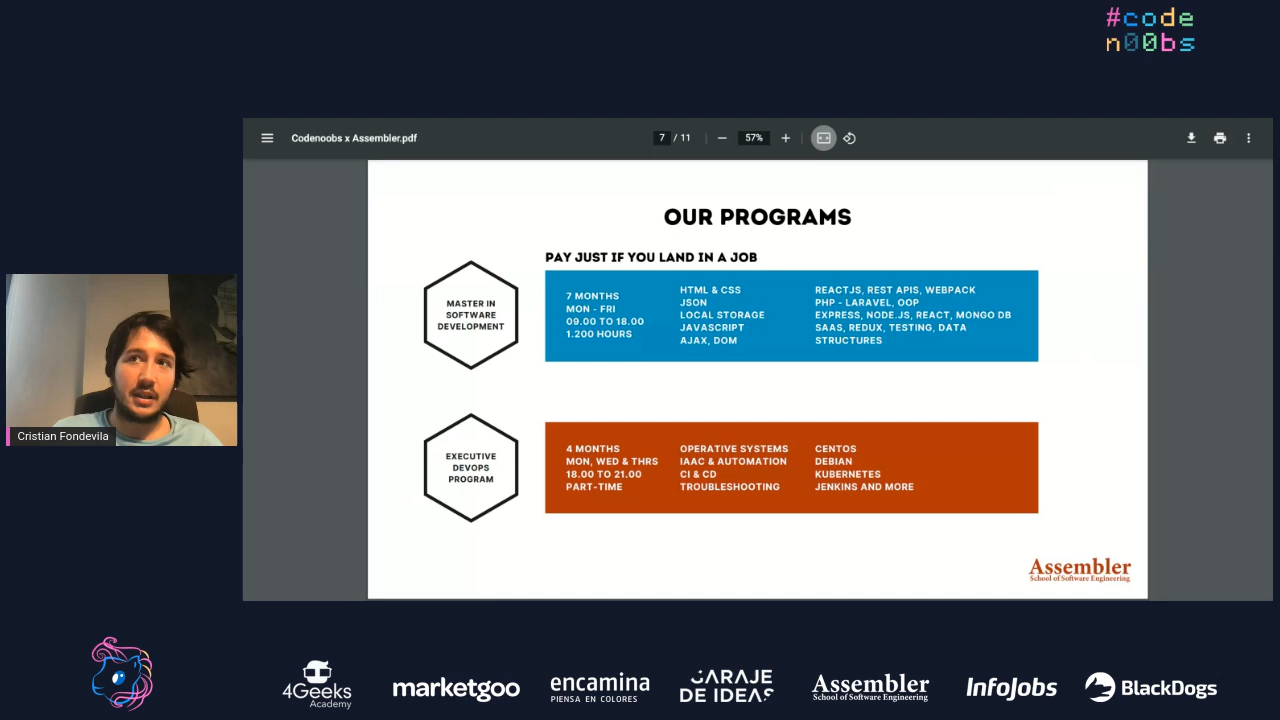 #code
n00bs
Codenoobs x Assembler.pdf
7 / 11
57%
OUR PROGRAMS
PAY JUST IF YOU LAND IN A JOB
MASTER IN
SOFTWARE
DEVELOPMENT
7 MONTHS
MON - FRI
09.00 TO 18.00
1.200 HOURS
HTML & CSS
JSON
LOCAL STORAGE
JAVASCRIPT
AJAX, DOM
REACTJS, REST APIS, WEBPACK
PHP - LARAVEL, OOP
EXPRESS, NODE.JS, REACT, MONGO DB
SAAS, REDUX, TESTING, DATA
STRUCTURES
EXECUTIVE
DEVOPS
PROGRAM
4 MONTHS
MON, WED & THRS
18.00 TO 21.00
PART-TIME
OPERATIVE SYSTEMS
IAAC & AUTOMATION
CI & CD
TROUBLESHOOTING
CENTOS
DEBIAN
KUBERNETES
JENKINS AND MORE
Assembler
School of Software Engineering
Cristian Fondevila
4Geeks
Academy
marketgoo
encamina
PIENSA EN COLORES
GARAJE
DE IDEAS
Assembler
School of Software Engineering
InfoJobs
BlackDogs